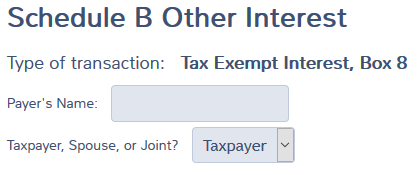 Schedule B Other Interest
Type of transaction: Tax Exempt Interest, Box 8
Payer's Name:
Taxpayer, Spouse, or Joint? Taxpayer